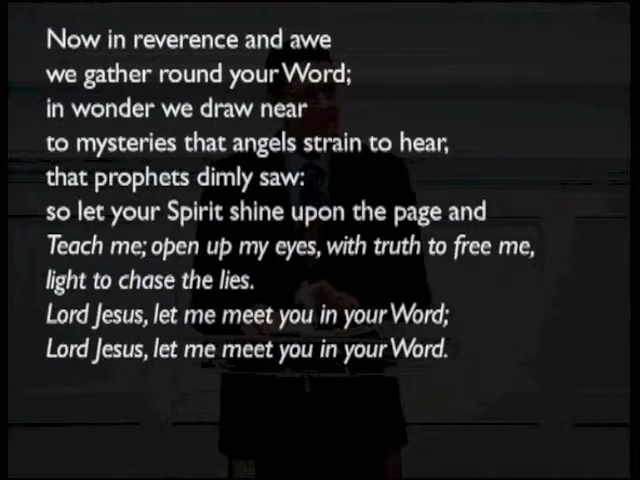 Now in reverence and awe
we gather round your Word;
in wonder we draw near
to mysteries that angels strain to hear,
that prophets dimly saw:
so let your Spirit shine upon the page and
Teach me; open up my eyes, with truth to free me,
light to chase the lies.
Lord Jesus, let me meet you in your Word;
Lord Jesus, let me meet you in your Word.